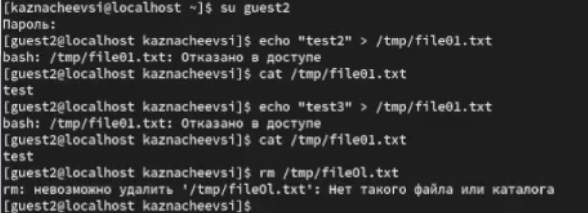 [kaznacheevsi@localhost ~]$ su guest2
Пароль:
[guest2@localhost kaznacheevsi]$ echo "test2" > /tmp/file01.txt
bash: /tmp/file01.txt: Отказано в доступе
[guest2@localhost kaznacheevsi]$ cat /tmp/file01.txt
test
[guest2@localhost kaznacheevsi]$ echo "test3" > /tmp/file01.txt
bash: /tmp/file01.txt: Отказано в доступе
[guest2@localhost kaznacheevsi]$ cat /tmp/file01.txt
test
[guest2@localhost kaznacheevsi]$ rm /tmp/fileOl.txt
rm: невозможно удалить '/tmp/fileOl.txt': Нет такого файла или каталога
[guest2@localhost kaznacheevsi]$